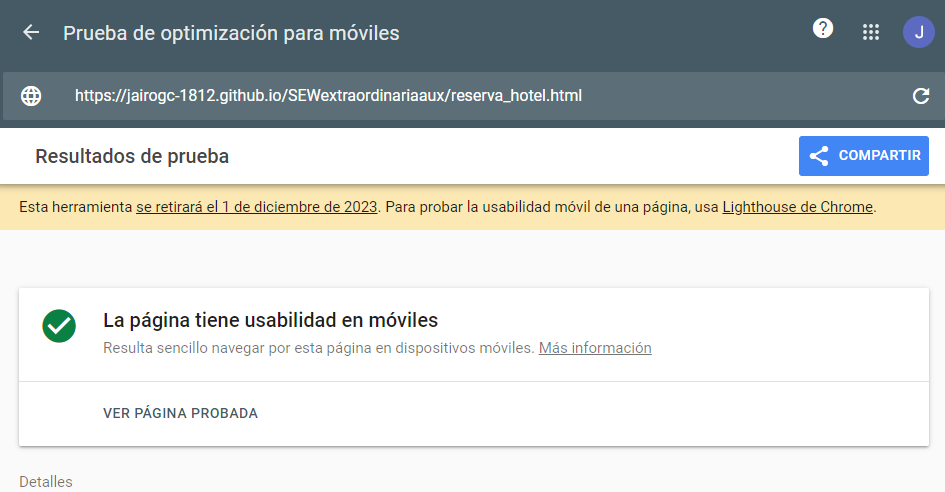 Prueba de optimización para móviles
?
J
https://jairogc-1812.github.io/SEWextraordinariaaux/reserva_hotel.html
Resultados de prueba
COMPARTIR
Esta herramienta se retirará el 1 de diciembre de 2023. Para probar la usabilidad móvil de una página, usa Lighthouse de Chrome.
La página tiene usabilidad en móviles
Resulta sencillo navegar por esta página en dispositivos móviles. Más información
VER PÁGINA PROBADA
Detalles